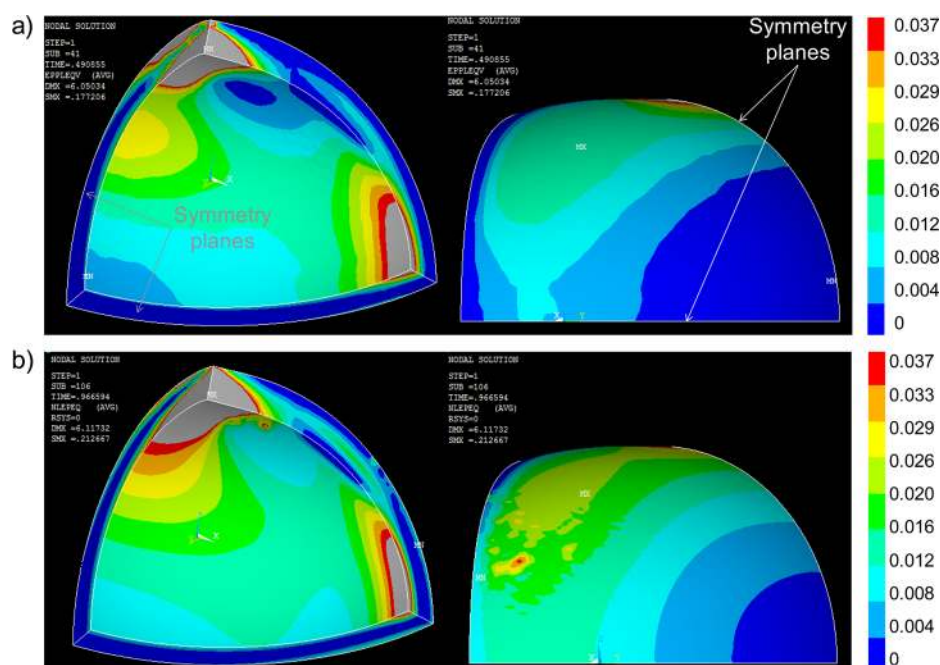 a)
NODAL SOLUTION
STEP=1
SUB =41
TIME=.490855
EPPLEQV (AVG)
DMX =6.05034
SMX =.177206
MX
Symmetry
planes
MN
X
NODAL SOLUTION
STEP=1
SUB =41
TIME=.490855
EPPLEQV (AVG)
DMX =6.05034
SMX =.177206
Symmetry
planes
MX
MN
X Y
0.037
0.033
0.024
0.020
0.016
0.012
0.008
0.004
0
b)
NODAL SOLUTION
STEP=1
SUB =106
TIME=.966594
NLEPEQ (AVG)
RSYS=0
DMX =6.11732
SMX =.212667
MX
X
MN
NODAL SOLUTION
STEP=1
SUB =106
TIME=.966594
NLEPEQ (AVG)
RSYS=0
DMX =6.11732
SMX =.212667
MX
MN
0.037
0.033
0.028
0.024
0.020
0.016
0.012
0.008
0.004
0